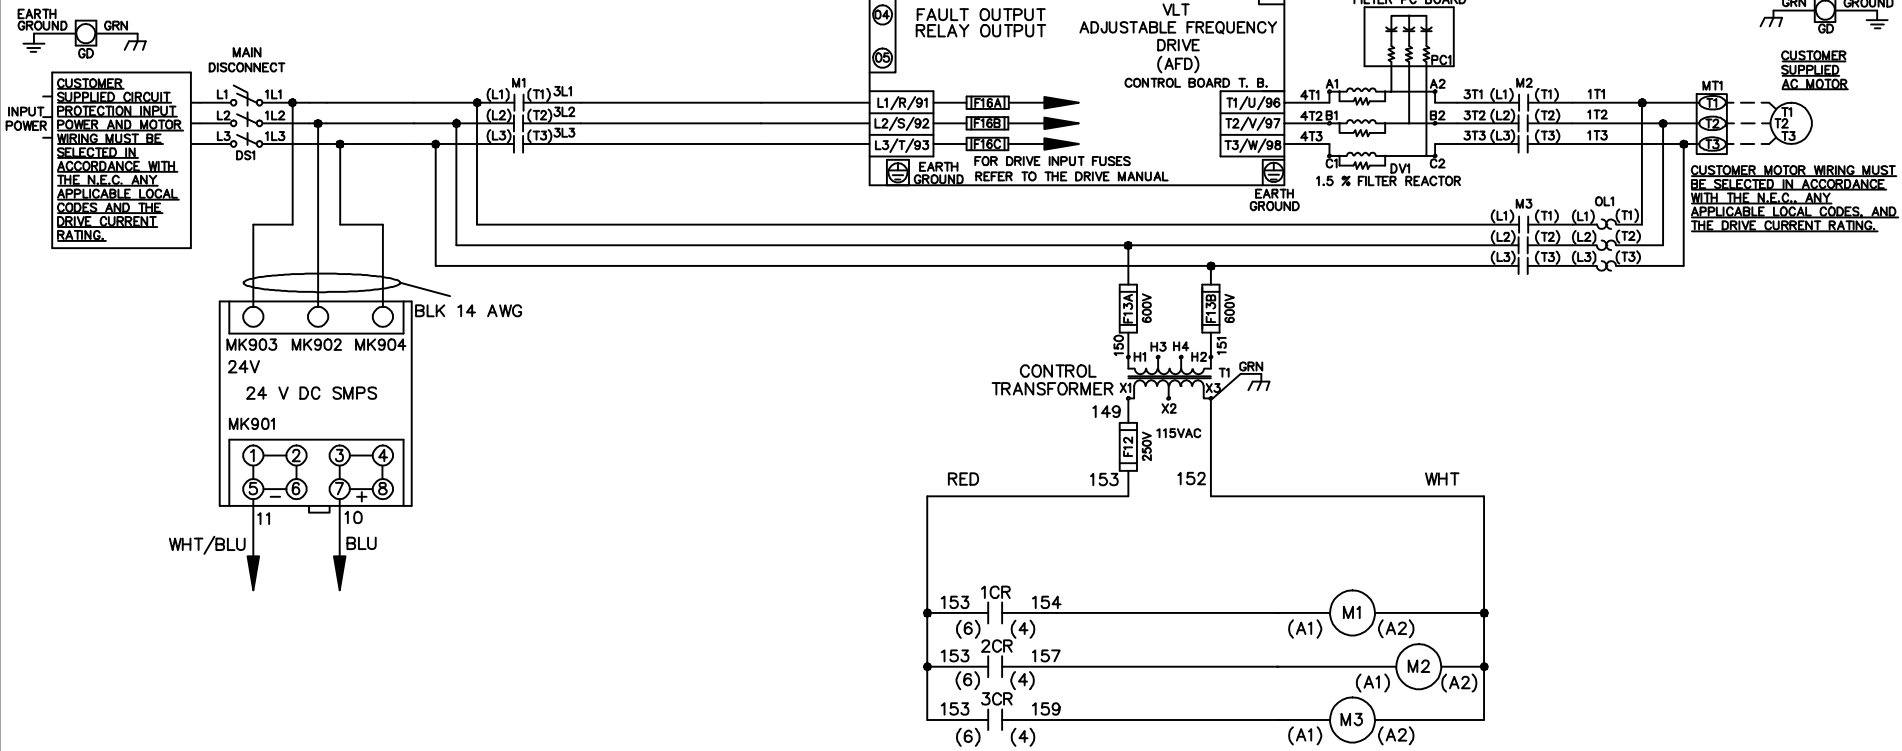 EARTH
GROUND
GRN
GD
CUSTOMER
SUPPLIED CIRCUIT
PROTECTION INPUT
POWER AND MOTOR
WIRING MUST BE
SELECTED IN
ACCORDANCE WITH
THE N.E.C. ANY
APPLICABLE LOCAL
CODES AND THE
DRIVE CURRENT
RATING.
INPUT
POWER
MAIN
DISCONNECT
L1 1L1
L2 1L2
L3 1L3
DS1
M1
(L1) (T1) 3L1
(L2) (T2) 3L2
(L3) (T3) 3L3
04
05
FAULT OUTPUT
RELAY OUTPUT
VLT
ADJUSTABLE FREQUENCY
DRIVE
(AFD)
CONTROL BOARD T. B.
L1/R/91
L2/S/92
L3/T/93
F16A
F16B
F16C
T1/U/96
T2/V/97
T3/W/98
EARTH
GROUND
FOR DRIVE INPUT FUSES
REFER TO THE DRIVE MANUAL
EARTH
GROUND
FILTER PC BOARD
PC1
4T1 A1 A2
4T2 B1 B2
4T3 C1 C2
DV1
1.5 % FILTER REACTOR
M2
3T1 (L1) (T1) 1T1
3T2 (L2) (T2) 1T2
3T3 (L3) (T3) 1T3
GRN
GROUND
GD
CUSTOMER
SUPPLIED
AC MOTOR
MT1
T1
T2
T3
T1
T2
T3
CUSTOMER MOTOR WIRING MUST
BE SELECTED IN ACCORDANCE
WITH THE N.E.C., ANY
APPLICABLE LOCAL CODES, AND
THE DRIVE CURRENT RATING.
M3 OL1
(L1) (T1) (L1) (T1)
(L2) (T2) (L2) (T2)
(L3) (T3) (L3) (T3)
BLK 14 AWG
MK903 MK902 MK904
24V
24 V DC SMPS
MK901
1 2 3 4
5 6 7 8
- +
11 10
WHT/BLU BLU
F13A 600V
F13B 600V
150 151
H1 H3 H4 H2
CONTROL
TRANSFORMER
T1
GRN
X1 X2 X3
149
115VAC
F12 250V
153 152
RED WHT
153 1CR 154 M1
(6) (4) (A1) (A2)
153 2CR 157 M2
(6) (4) (A1) (A2)
153 3CR 159 M3
(6) (4) (A1) (A2)